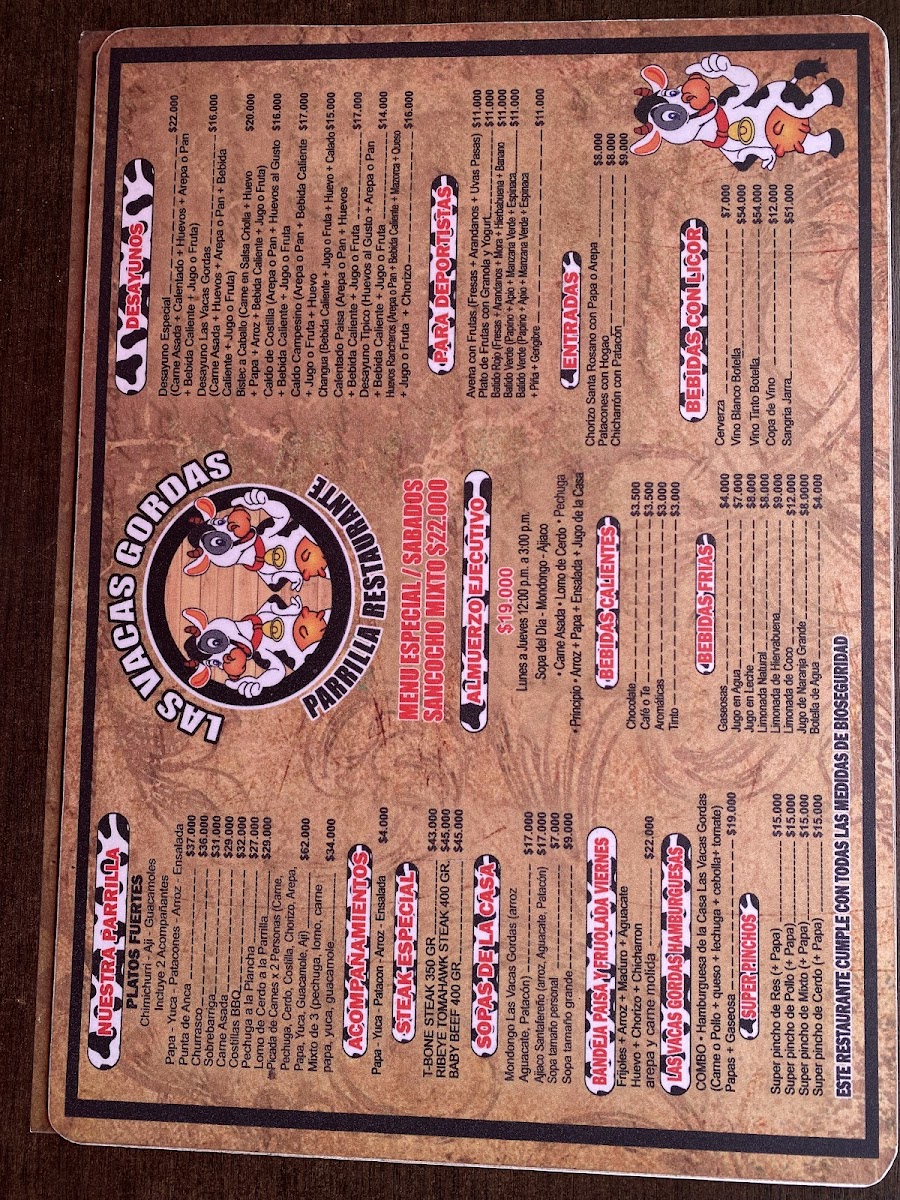 NUESTRA PARRILLA
PLATOS FUERTES
Chimichurri - Ají - Guacamoles
Incluye 2 Acompañantes
Papa - Yuca - Patacones - Arroz - Ensalada
Punta de Anca $37.000
Churrasco $36.000
Sobrebarriga $31.000
Carne Asada $29.000
Costillas BBQ $32.000
Pechuga a la Plancha $27.000
Lomo de Cerdo a la Parrilla $29.000
Picada de Carnes x 2 Personas (Carne,
Pechuga, Cerdo, Costilla, Chorizo, Arepa,
Papa, Yuca, Guacamole, Ají) $62.000
Mixto de 3 (pechuga, lomo, carne
papa, yuca, guacamole $34.000
ACOMPAÑAMIENTOS
Papa - Yuca - Patacon - Arroz - Ensalada $4.000
STEAK ESPECIAL
T-BONE STEAK 350 GR $43.000
RIBEYE TOMAHAWK STEAK 400 GR. $45.000
BABY BEEF 400 GR $45.000
SOPAS DE LA CASA
Mondongo Las Vacas Gordas (arroz
Aguacate, Patacón) $17.000
Ajiaco Santafereño (arroz, Aguacate, Patacón) $17.000
Sopa tamaño personal $7.000
Sopa tamaño grande $9.000
BANDEJA PAISA Y FRIJOLADA VIERNES
Frijoles + Arroz + Maduro + Aguacate
Huevo + Chorizo + Chicharron
arepa y carne molida $22.000
LAS VACAS GORDAS HAMBURGUESAS
COMBO • Hamburguesa de la Casa Las Vacas Gordas
(Carne o Pollo + queso + lechuga + cebolla+ tomate)
Papas + Gaseosa $19.000
SUPER PINCHOS
Super pincho de Res (+ Papa) $15.000
Super pincho de Pollo (+ Papa) $15.000
Super pincho de Mixto (+ Papa) $15.000
Super pincho de Cerdo (+ Papa) $15.000
LAS VACAS GORDAS
PARRILLA RESTAURANTE
MENU ESPECIAL // SABADOS
SANCOCHO MIXTO $22.000
ALMUERZO EJECUTIVO
$19.000
Lunes a Jueves 12:00 p.m. a 3:00 p.m.
Sopa del Día - Mondongo - Ajiaco
• Carne Asada • Lomo de Cerdo • Pechuga
• Principio • Arroz + Papa + Ensalada + Jugo de la Casa
BEBIDAS CALIENTES
Chocolate $3.500
Café o Te $3.500
Aromáticas $3.000
Tinto $3.000
BEBIDAS FRIAS
Gaseosas $4.000
Jugo en Agua $7.000
Jugo en Leche $8.000
Limonada Natural $8.000
Limonada de Hiervabuena $9.000
Limonada de Coco $12.000
Jugo de Naranja Grande $8.0000
Botella de Agua $4.000
DESAYUNOS
Desayuno Especial $22.000
(Carne Asada + Calentado + Huevos + Arepa o Pan
+ Bebida Caliente + Jugo o Fruta)
Desayuno Las Vacas Gordas $16.000
(Carne Asada + Huevos + Arepa o Pan + Bebida
Caliente + Jugo o Fruta)
Bistec a Caballo (Carne en Salsa Criolla + Huevo
+ Papa + Arroz + Bebida Caliente + Jugo o Fruta) $20.000
Caldo de Costilla (Arepa o Pan + Huevos al Gusto
+ Bebida Caliente + Jugo o Fruta $16.000
Caldo Campesino (Arepa o Pan + Bebida Caliente
+ Jugo o Fruta + Huevo $17.000
Changua (Bebida Caliente + Jugo o Fruta + Huevo + Calado $15.000
Calentado Paisa (Arepa o Pan + Huevos
+ Bebida Caliente + Jugo o Fruta $17.000
Desayuno Típico (Huevos al Gusto + Arepa o Pan
+ Bebida Caliente + Jugo o Fruta $14.000
Huevos Rancheros (Arepa o Pan + Bebida Caliente + Mazorca + Queso
+ Jugo o Fruta + Chorizo $16.000
PARA DEPORTISTAS
Avena con Frutas (Fresas + Arandanos + Uvas Pasas) $11.000
Plato de Frutas con Granola y Yogurt $11.000
Batido Rojo (Fresas + Arandanos + Mora + Hierbabuena + Banano $11.000
Batido Verde (Pepino + Apio + Manzana Verde + Espinaca $11.000
Batido Verde (Pepino + Apio + Manzana Verde + Espinaca
+ Piña + Gengibre $11.000
ENTRADAS
Chorizo Santa Rosano con Papa o Arepa $8.000
Patacones con Hogao $8.000
Chicharrón con Patacón $9.000
BEBIDAS CON LICOR
Cerverza $7.000
Vino Blanco Botella $54.000
Vino Tinto Botella $54.000
Copa de Vino $12.000
Sangria Jarra $51.000
ESTE RESTAURANTE CUMPLE CON TODAS LAS MEDIDAS DE BIOSEGURIDAD